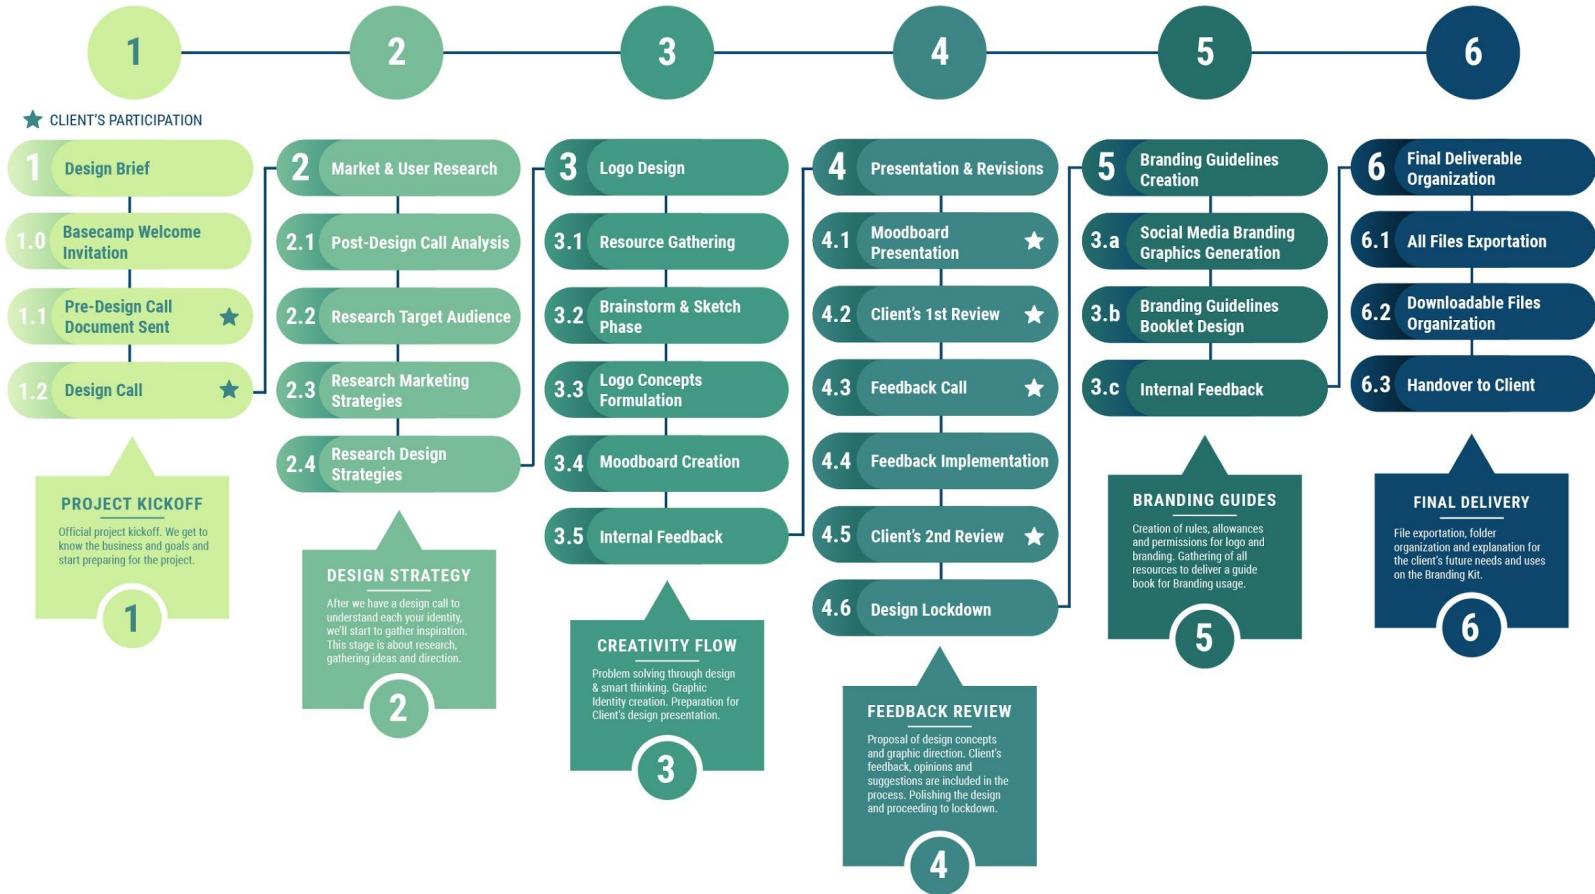 1
2
3
4
5
6
CLIENT'S PARTICIPATION
1 Design Brief
1.0 Basecamp Welcome
Invitation
1.1 Pre-Design Call
Document Sent
1.2 Design Call
PROJECT KICKOFF
Official project kickoff. We get to
know the business and goals and
start preparing for the project.
1
2 Market & User Research
2.1 Post-Design Call Analysis
2.2 Research Target Audience
2.3 Research Marketing
Strategies
2.4 Research Design
Strategies
DESIGN STRATEGY
After we have a design call to
understand each your identity,
we'll start to gather inspiration.
This stage is about research,
gathering ideas and direction.
2
3 Logo Design
3.1 Resource Gathering
3.2 Brainstorm & Sketch
Phase
3.3 Logo Concepts
Formulation
3.4 Moodboard Creation
3.5 Internal Feedback
CREATIVITY FLOW
Problem solving through design
& smart thinking. Graphic
Identity creation. Preparation for
Client's design presentation.
3
4 Presentation & Revisions
4.1 Moodboard
Presentation
4.2 Client's 1st Review
4.3 Feedback Call
4.4 Feedback Implementation
4.5 Client's 2nd Review
4.6 Design Lockdown
FEEDBACK REVIEW
Proposal of design concepts
and graphic direction. Client's
feedback, opinions and
suggestions are included in the
process. Polishing the design
and proceeding to lockdown.
4
5 Branding Guidelines
Creation
3.a Social Media Branding
Graphics Generation
3.b Branding Guidelines
Booklet Design
3.c Internal Feedback
BRANDING GUIDES
Creation of rules, allowances
and permissions for logo and
branding. Gathering of all
resources to deliver a guide
book for Branding usage.
5
6 Final Deliverable
Organization
6.1 All Files Exportation
6.2 Downloadable Files
Organization
6.3 Handover to Client
FINAL DELIVERY
File exportation, folder
organization and explanation for
the client's future needs and uses
on the Branding Kit.
6